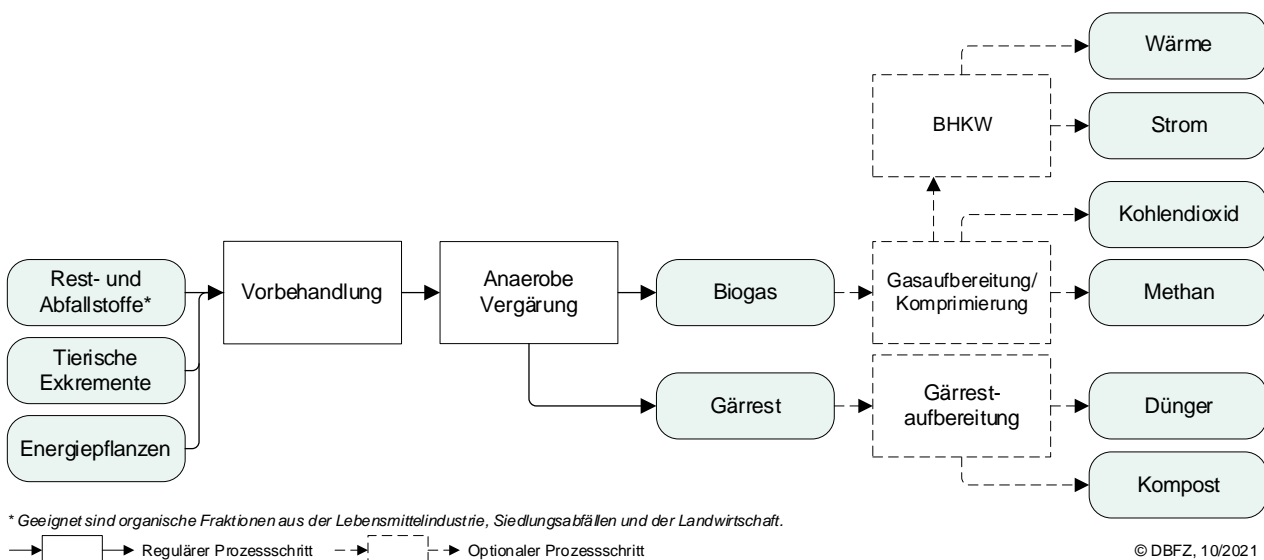 Wärme
BHKW
Strom
Kohlendioxid
Rest- und
Abfallstoffe*
Vorbehandlung
Anaerobe
Vergärung
Biogas
Gasaufbereitung/
Komprimierung
Methan
Tierische
Exkremente
Gärrest
Gärrest-
aufbereitung
Dünger
Energiepflanzen
Kompost
* Geeignet sind organische Fraktionen aus der Lebensmittelindustrie, Siedlungsabfällen und der Landwirtschaft.
Regulärer Prozessschritt
Optionaler Prozessschritt
© DBFZ, 10/2021